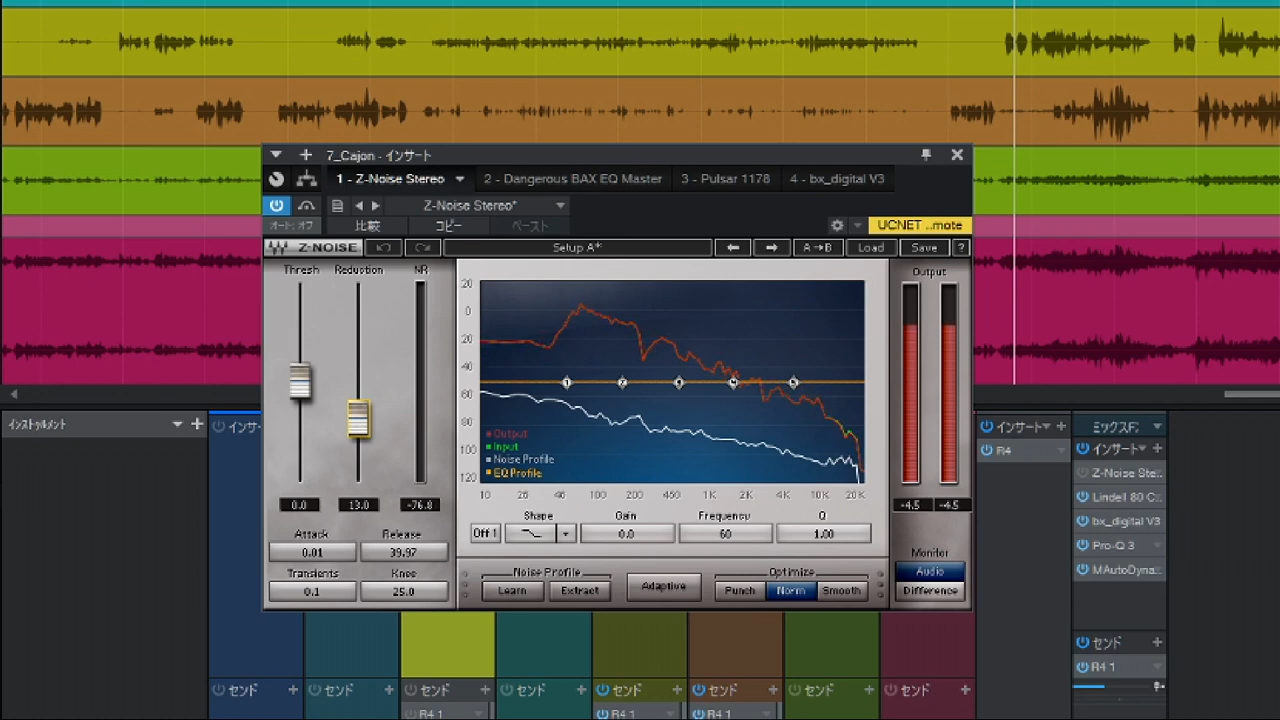 7_Cajon - インサート
1 - Z-Noise Stereo
2 - Dangerous BAX EQ Master
3 - Pulsar 1178
4 - bx_digital V3
Z-Noise Stereo*
オート: オフ
比較
コピー
ペースト
UCNET ..mote
Z-NOISE
Setup A*
A→B
Load
Save
?
Thresh
Reduction
NR
Output
20
0
20
40
60
80
100
120
1
2
3
4
5
Output
Input
Noise Profile
EQ Profile
10
26
46
100
200
460
1K
2K
4K
10K
20K
0.0
13.0
-76.8
-4.5
-4.5
Attack
Release
0.01
39.97
Transients
Knee
0.1
25.0
Shape
Gain
Frequency
Q
Off 1
0.0
60
1.00
Noise Profile
Learn
Extract
Adaptive
Optimize
Punch
Norm
Smooth
Monitor
Audio
Difference
インストゥルメント
インサー
インサート
R4
ミックスF:
インサート
Z-Noise Ste..
Lindell 80 C..
bx_digital V3
Pro-Q 3
MAutoDyna..
センド
R4 1
センド
センド
センド
センド
センド
センド
センド
センド
R4 1
R4 1
R4 1